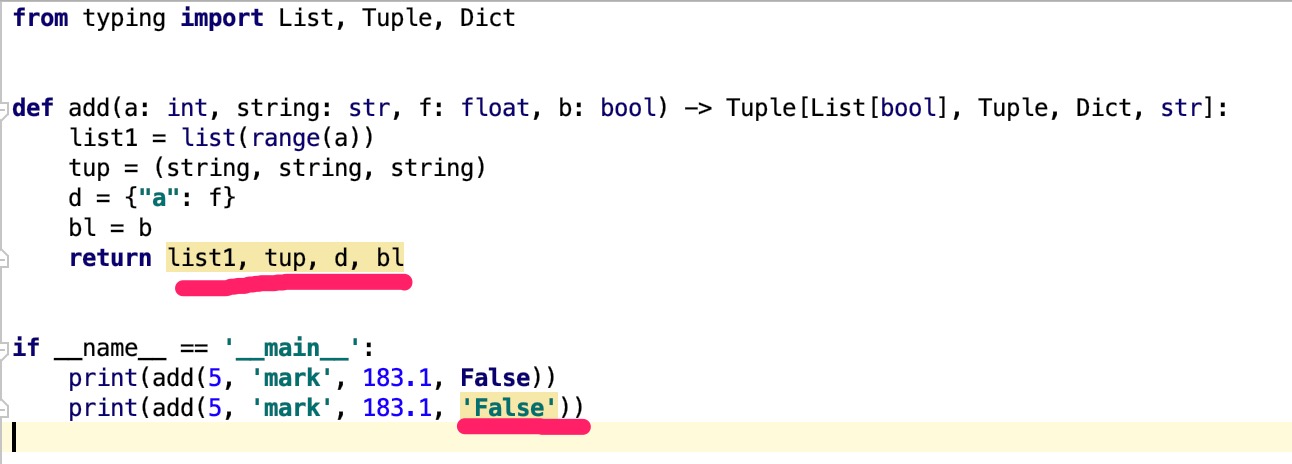 from typing import List, Tuple, Dict
def add(a: int, string: str, f: float, b: bool) -> Tuple[List[bool], Tuple, Dict, str]:
    list1 = list(range(a))
    tup = (string, string, string)
    d = {"a": f}
    bl = b
    return list1, tup, d, bl
if __name__ == '__main__':
    print(add(5, 'mark', 183.1, False))
    print(add(5, 'mark', 183.1, 'False'))